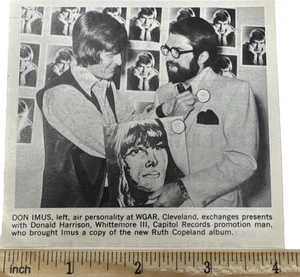 DON IMUS, left, air personality at WGAR, Cleveland, exchanges presents
with Donald Harrison, Whittemore III, Capitol Records promotion man,
who brought Imus a copy of the new Ruth Copeland album.
inch 1 2 3 4